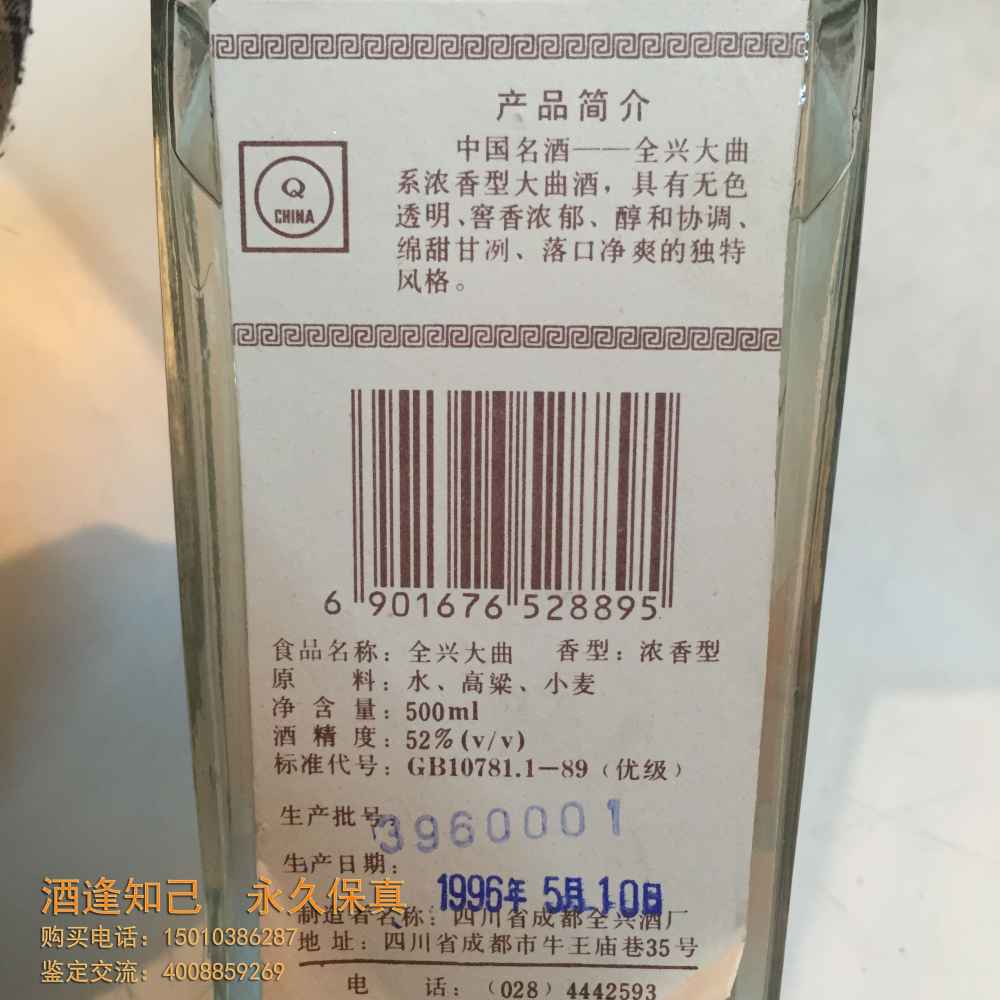 产品简介
Q
CHINA
中国名酒——全兴大曲
系浓香型大曲酒，具有无色
透明、窖香浓郁、醇和协调、
绵甜甘冽、落口净爽的独特
风格。
6 901676 528895
食品名称：全兴大曲 香型：浓香型
原 料：水、高粱、小麦
净含量：500ml
酒精度：52%(v/v)
标准代号：GB10781.1-89（优级）
生产批号：3960001
生产日期：1996年5月10日
制造者名称：四川省成都全兴酒厂
地址：四川省成都市牛王庙巷35号
电 话：（028）4442593
酒逢知己 永久保真
购买电话：15010386287
鉴定交流：4008859269